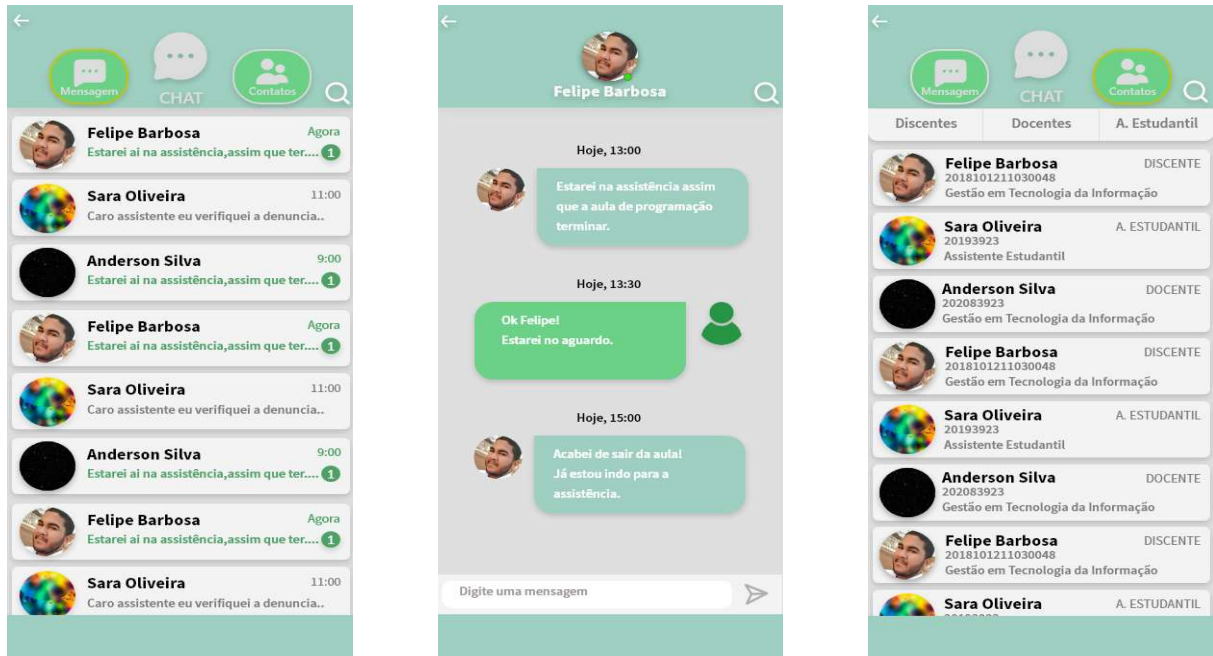 Mensagem
CHAT
Contatos
Felipe Barbosa
Agora
Estarei ai na assistência,assim que ter....
1
Sara Oliveira
11:00
Caro assistente eu verifiquei a denuncia..
Anderson Silva
9:00
Estarei ai na assistência,assim que ter....
1
Felipe Barbosa
Agora
Estarei ai na assistência,assim que ter....
1
Sara Oliveira
11:00
Caro assistente eu verifiquei a denuncia..
Anderson Silva
9:00
Estarei ai na assistência,assim que ter....
1
Felipe Barbosa
Agora
Estarei ai na assistência,assim que ter....
1
Sara Oliveira
11:00
Caro assistente eu verifiquei a denuncia..
Felipe Barbosa
Hoje, 13:00
Estarei na assistência assim
que a aula de programação
terminar.
Hoje, 13:30
Ok Felipe!
Estarei no aguardo.
Hoje, 15:00
Acabei de sair da aula!
Já estou indo para a
assistência.
Digite uma mensagem
Mensagem
CHAT
Contatos
Discentes
Docentes
A. Estudantil
Felipe Barbosa
DISCENTE
2018101211030048
Gestão em Tecnologia da Informação
Sara Oliveira
A. ESTUDANTIL
20193923
Assistente Estudantil
Anderson Silva
DOCENTE
202083923
Gestão em Tecnologia da Informação
Felipe Barbosa
DISCENTE
2018101211030048
Gestão em Tecnologia da Informação
Sara Oliveira
A. ESTUDANTIL
20193923
Assistente Estudantil
Anderson Silva
DOCENTE
202083923
Gestão em Tecnologia da Informação
Felipe Barbosa
DISCENTE
2018101211030048
Gestão em Tecnologia da Informação
Sara Oliveira
A. ESTUDANTIL